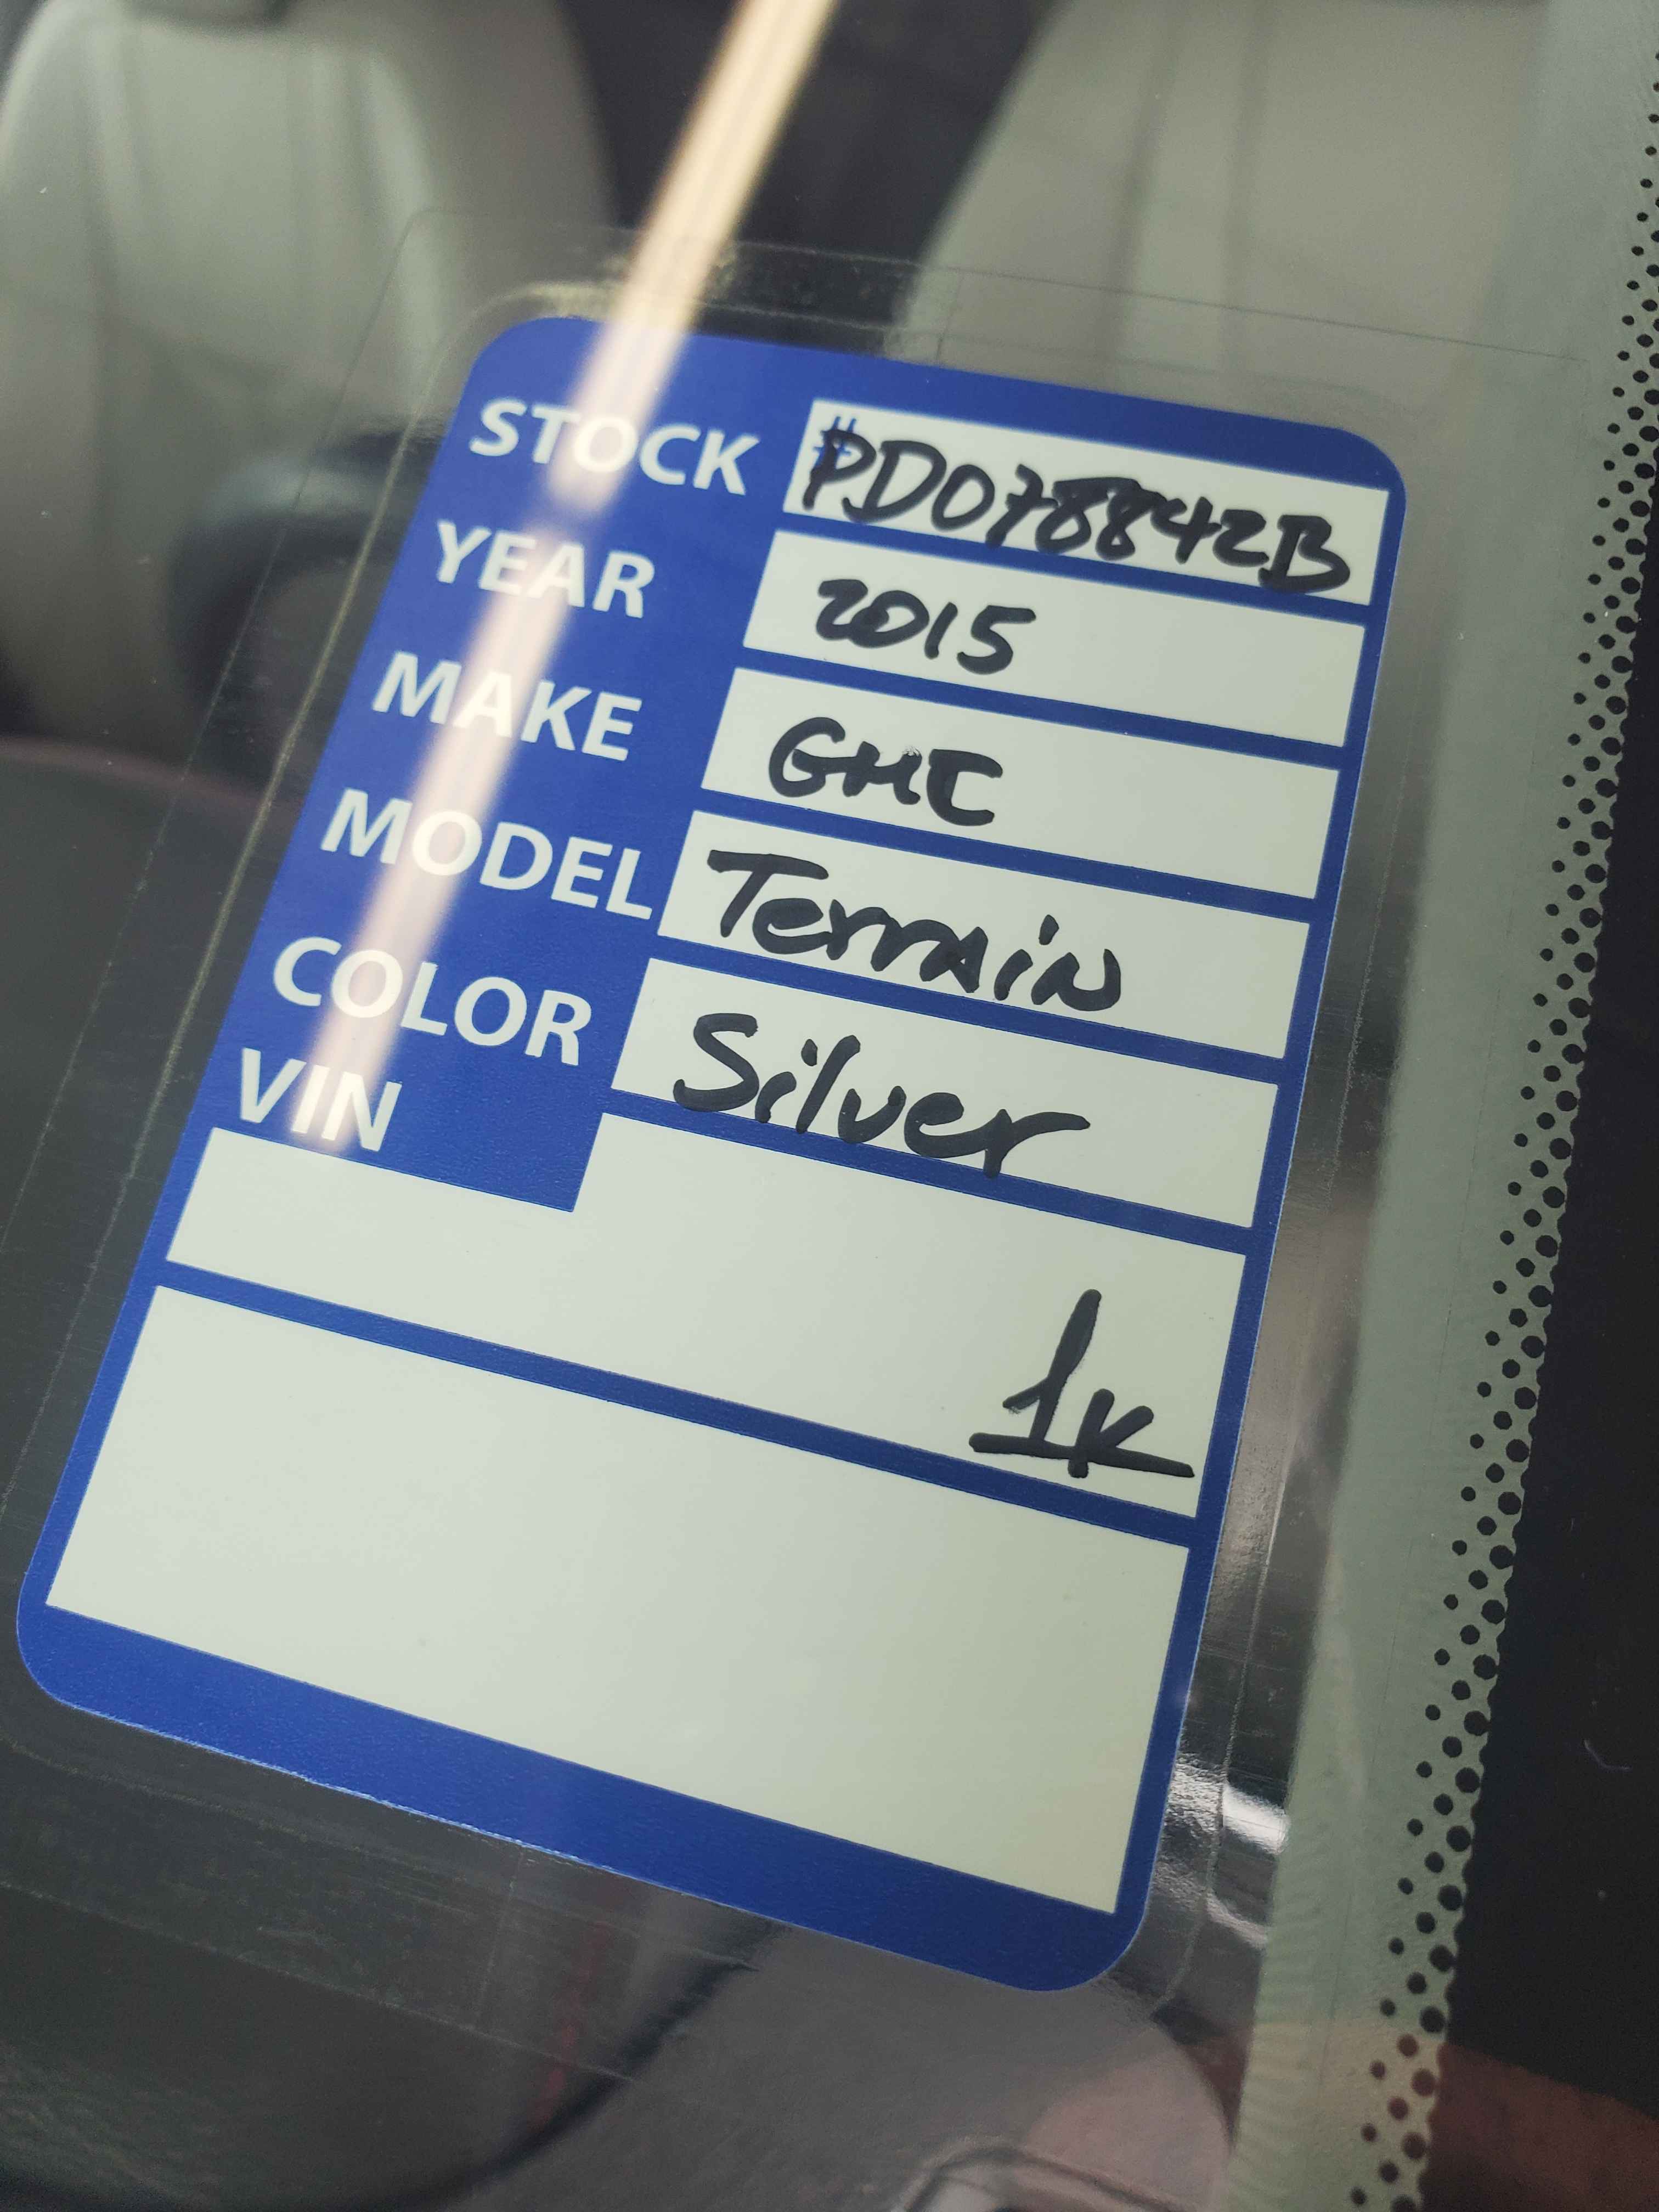 STOCK #PD078842B
YEAR 2015
MAKE GMC
MODEL Terrain
COLOR Silver
VIN
1K